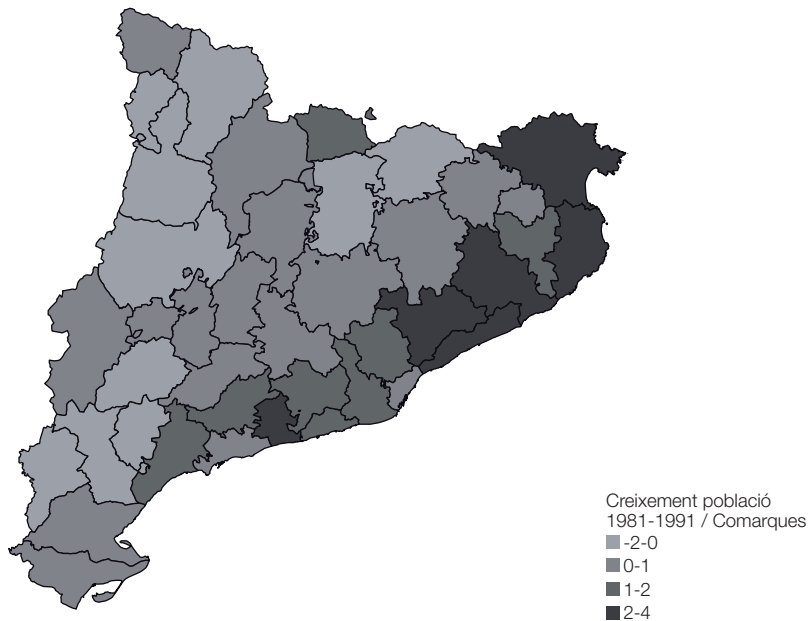 Creixement població
1981-1991 / Comarques
-2-0
0-1
1-2
2-4